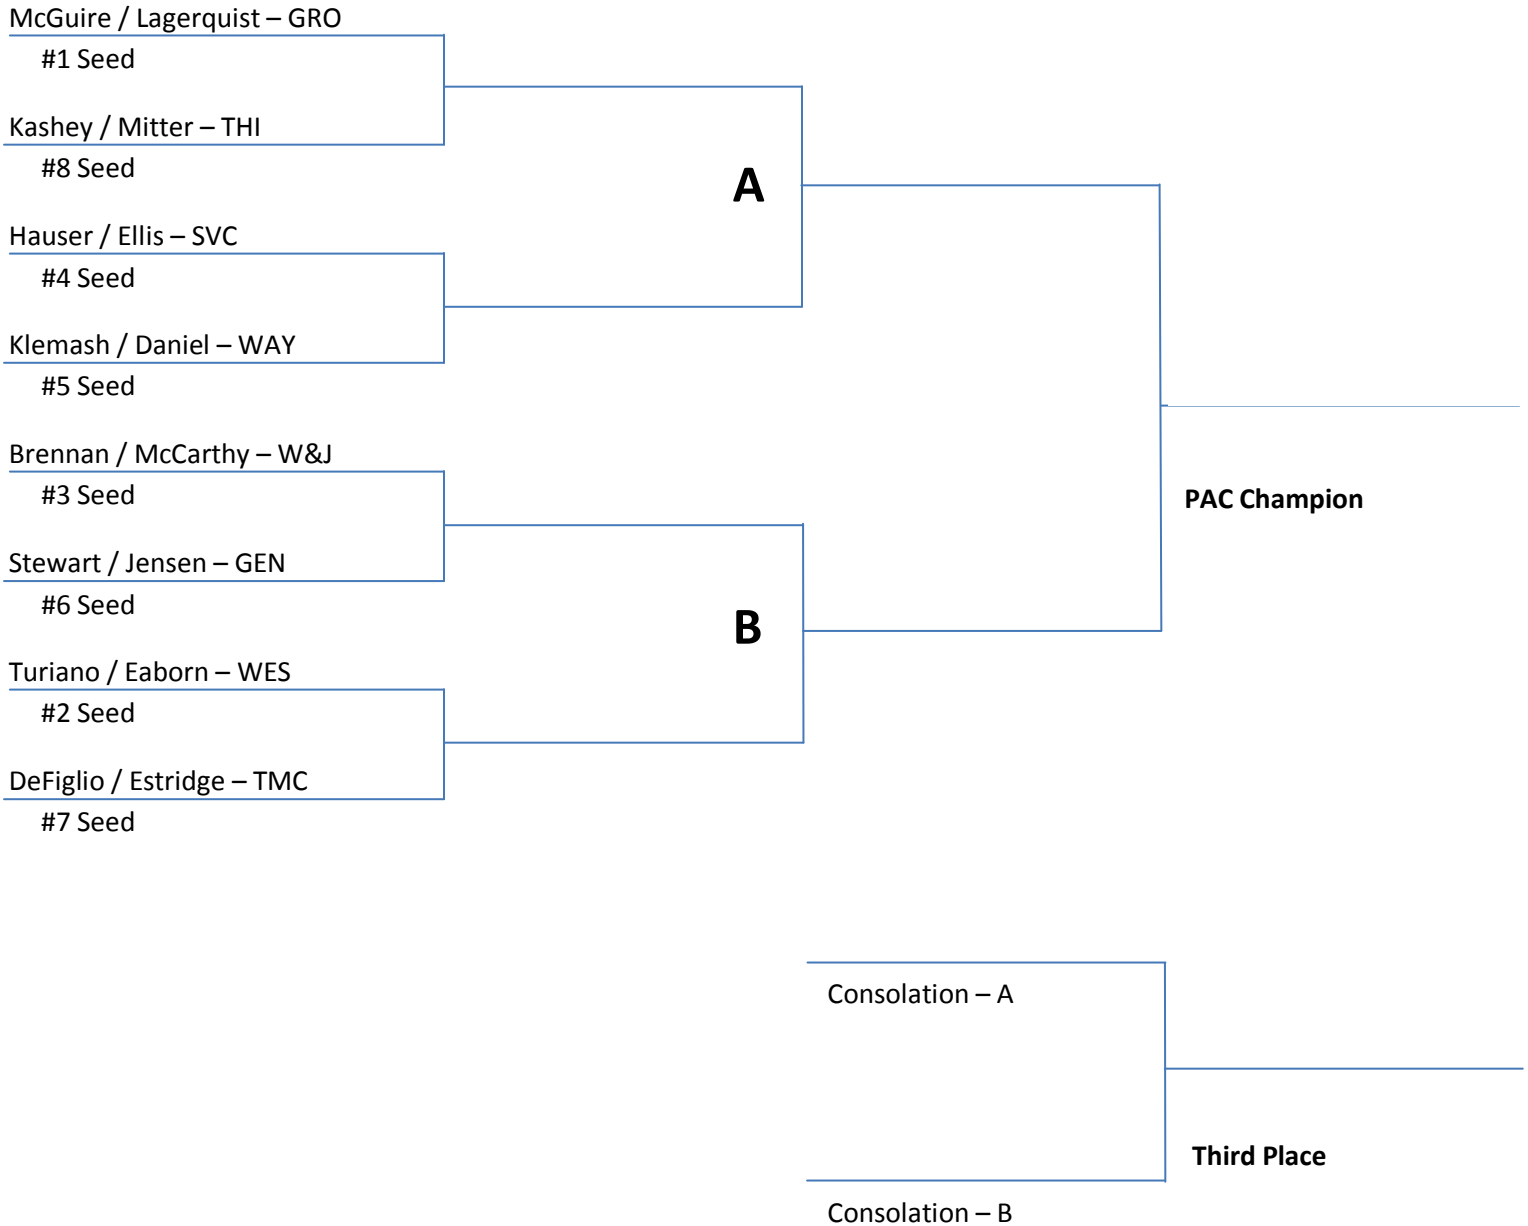 McGuire / Lagerquist – GRO
#1 Seed
Kashey / Mitter – THI
#8 Seed
A
Hauser / Ellis – SVC
#4 Seed
Klemash / Daniel – WAY
#5 Seed
Brennan / McCarthy – W&J
#3 Seed
PAC Champion
Stewart / Jensen – GEN
#6 Seed
B
Turiano / Eaborn – WES
#2 Seed
DeFiglio / Estridge – TMC
#7 Seed
Consolation – A
Third Place
Consolation – B